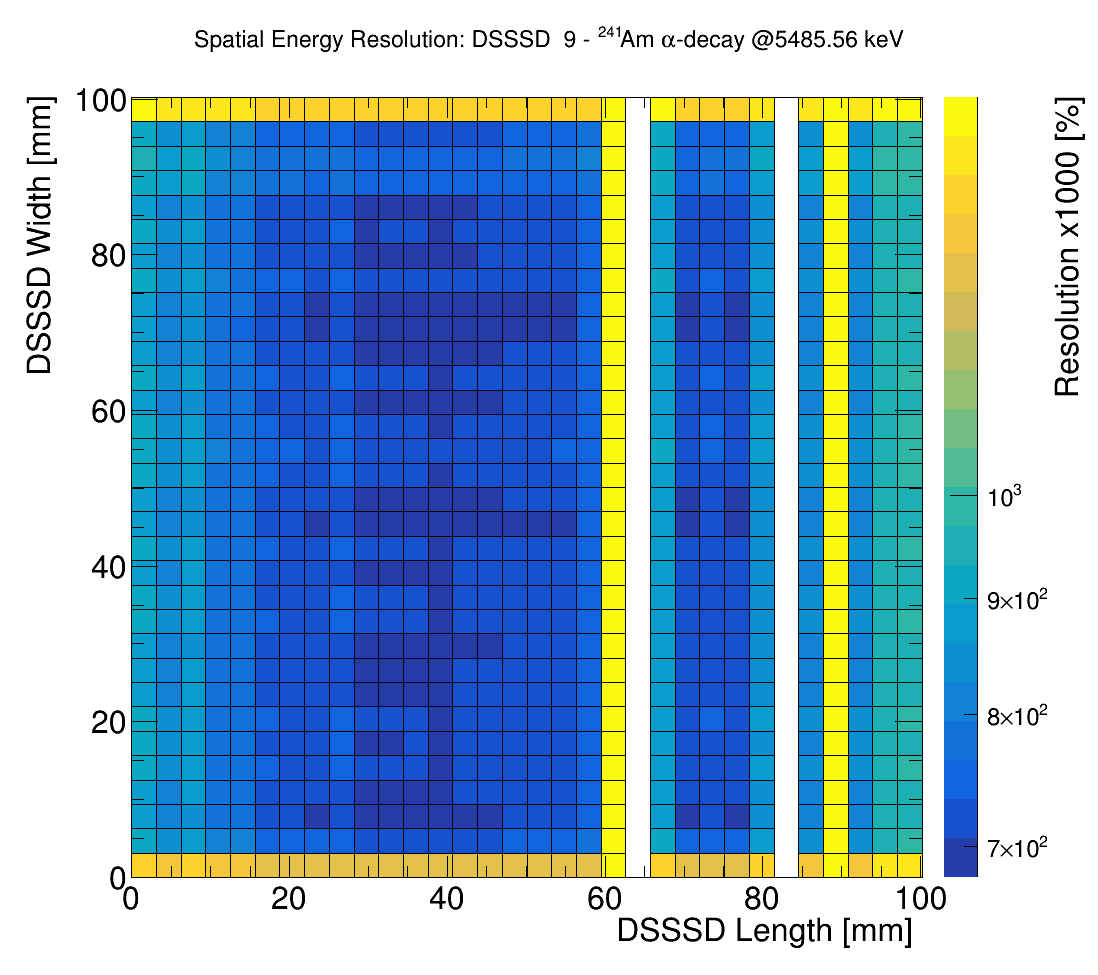 Spatial Energy Resolution: DSSSD 9 - ²⁴¹Am α-decay @5485.56 keV
DSSSD Width [mm]
100
80
60
40
20
0
0 20 40 60 80 100
DSSSD Length [mm]
10³
9×10²
8×10²
7×10²
Resolution x1000 [%]